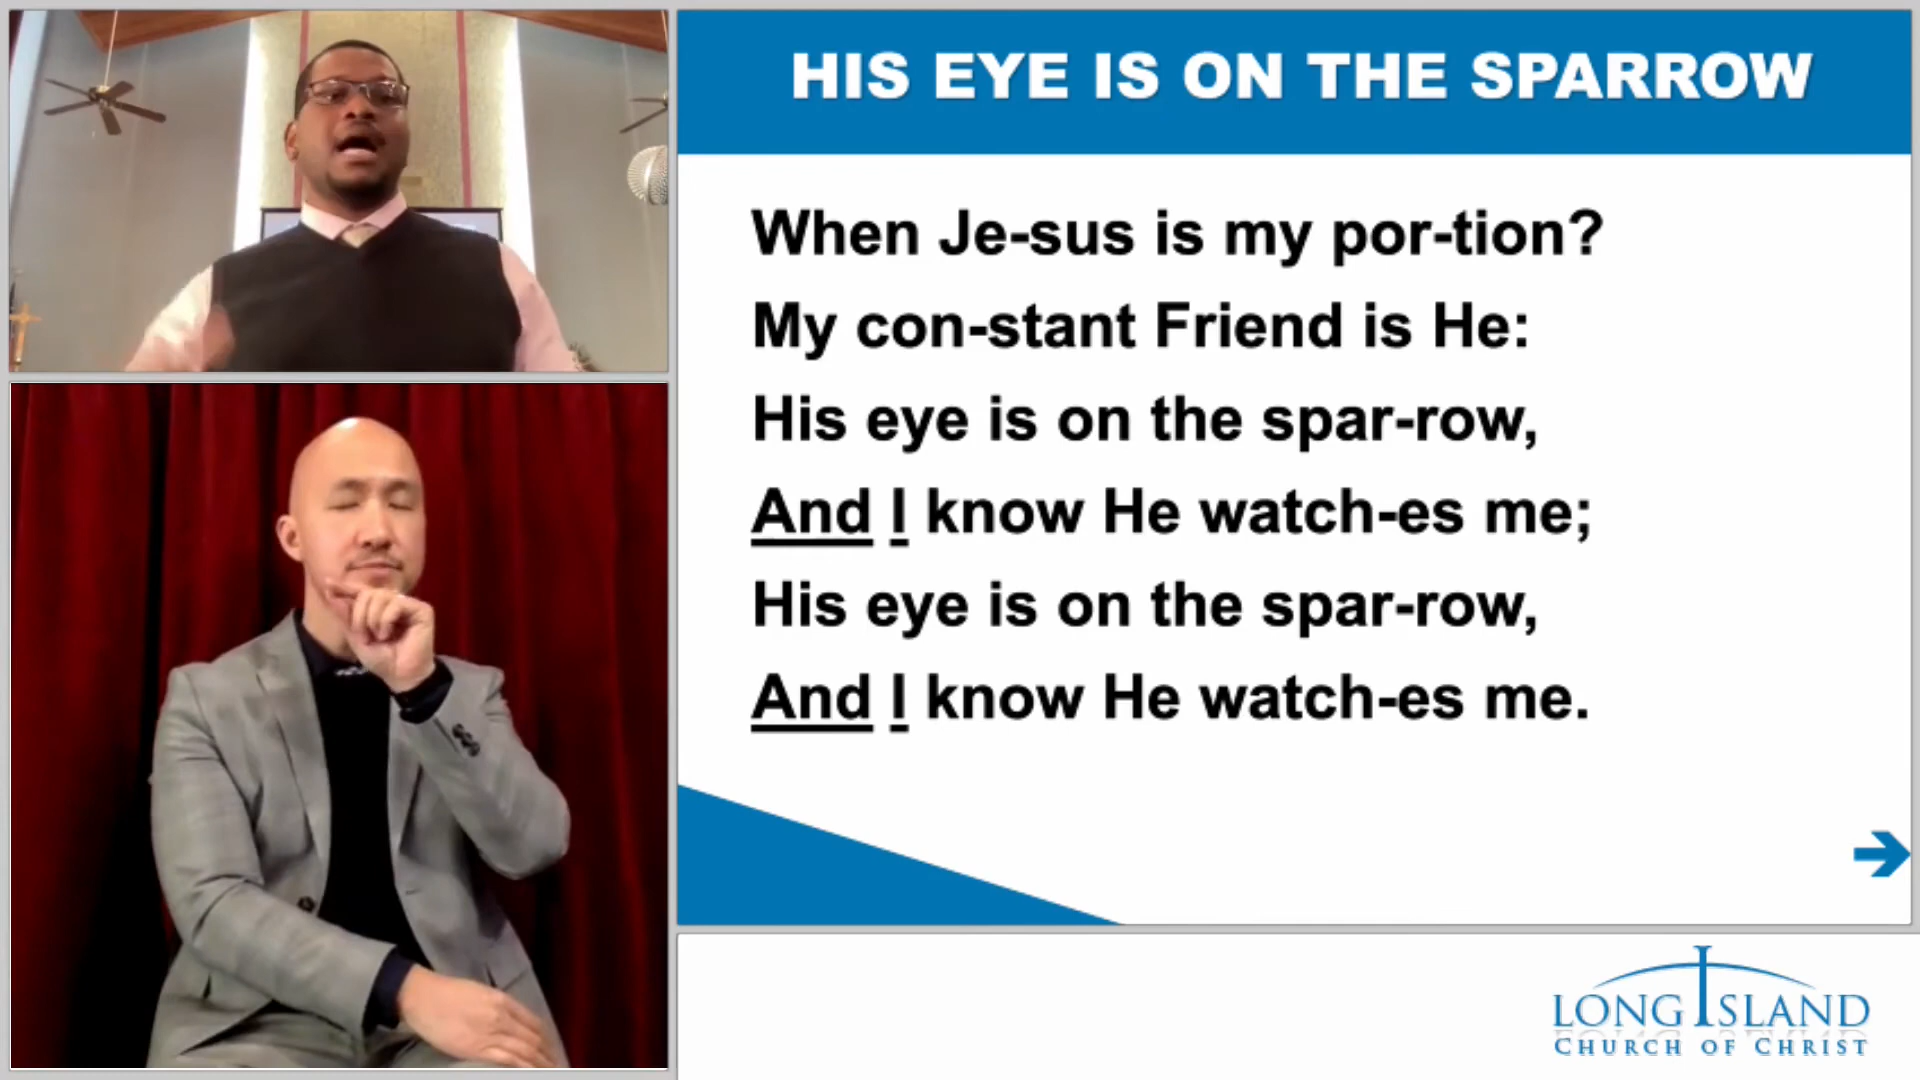 HIS EYE IS ON THE SPARROW
When Je-sus is my por-tion?
My con-stant Friend is He:
His eye is on the spar-row,
And I know He watch-es me;
His eye is on the spar-row,
And I know He watch-es me.
LONG ISLAND
CHURCH OF CHRIST